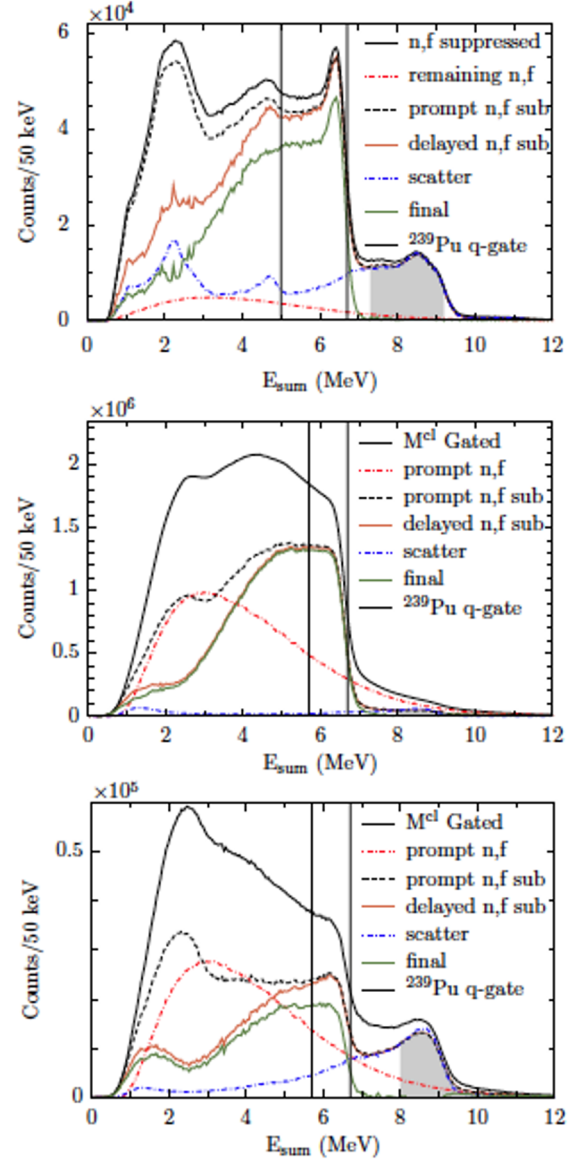 ×10⁴
6
4
2
0
Counts/50 keV
n,f suppressed
remaining n,f
prompt n,f sub
delayed n,f sub
scatter
final
²³⁹Pu q-gate
0 2 4 6 8 10 12
E_sum (MeV)
×10⁶
2
1.5
1
0.5
0
Counts/50 keV
M^cl Gated
prompt n,f
prompt n,f sub
delayed n,f sub
scatter
final
²³⁹Pu q-gate
0 2 4 6 8 10 12
E_sum (MeV)
×10⁵
0.5
0
Counts/50 keV
M^cl Gated
prompt n,f
prompt n,f sub
delayed n,f sub
scatter
final
²³⁹Pu q-gate
0 2 4 6 8 10 12
E_sum (MeV)